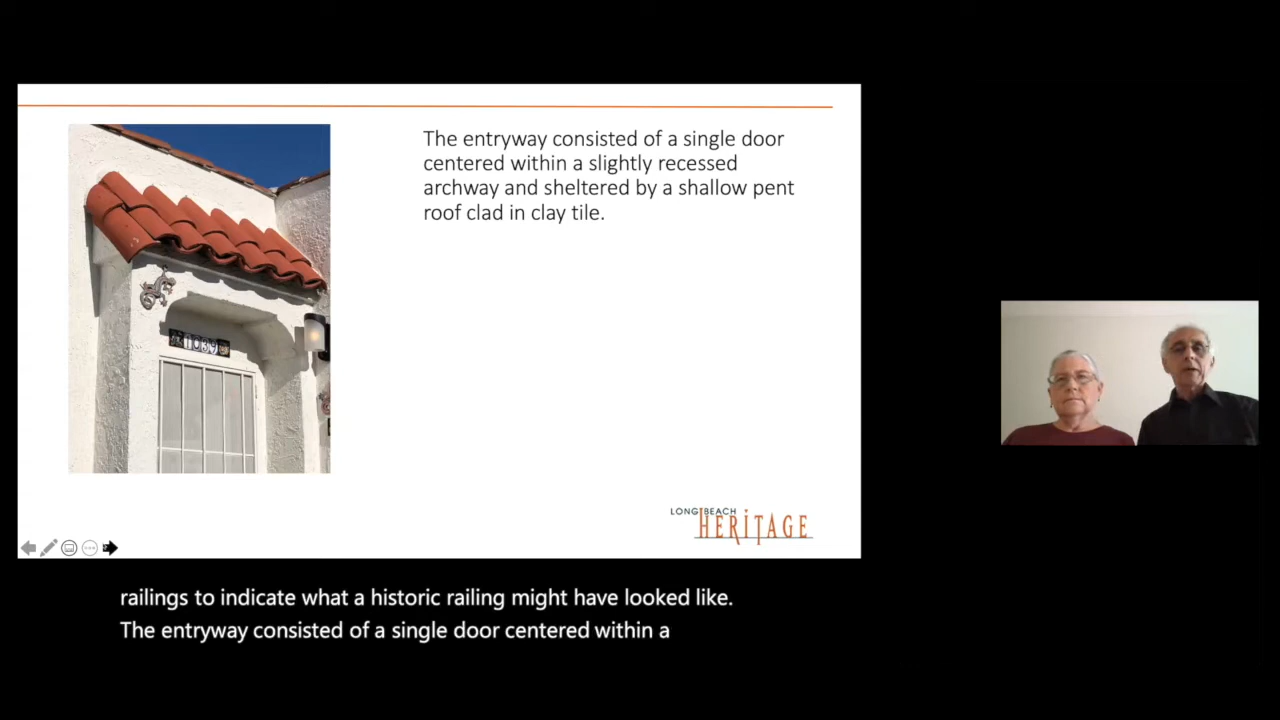 The entryway consisted of a single door
centered within a slightly recessed
archway and sheltered by a shallow pent
roof clad in clay tile.
1039
LONG BEACH
HERITAGE
railings to indicate what a historic railing might have looked like.
The entryway consisted of a single door centered within a